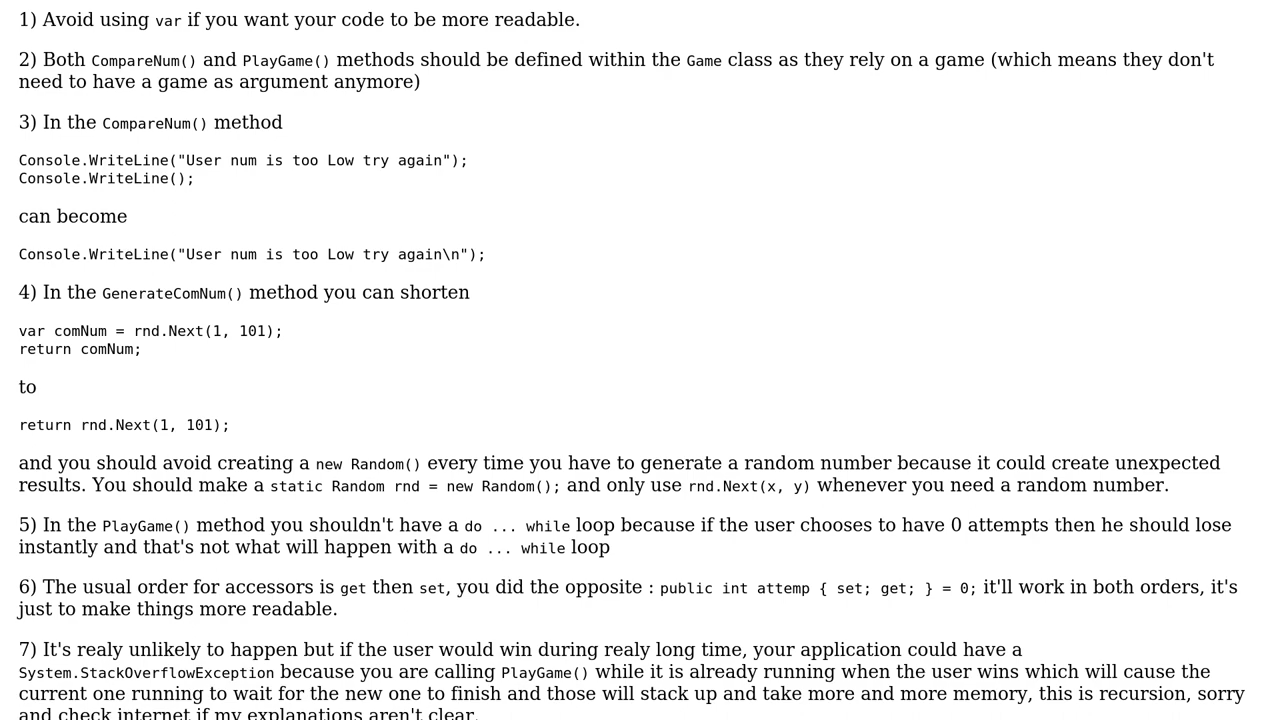 1) Avoid using var if you want your code to be more readable.
2) Both CompareNum() and PlayGame() methods should be defined within the Game class as they rely on a game (which means they don't
need to have a game as argument anymore)
3) In the CompareNum() method
Console.WriteLine("User num is too Low try again");
Console.WriteLine();
can become
Console.WriteLine("User num is too Low try again\n");
4) In the GenerateComNum() method you can shorten
var comNum = rnd.Next(1, 101);
return comNum;
to
return rnd.Next(1, 101);
and you should avoid creating a new Random() every time you have to generate a random number because it could create unexpected
results. You should make a static Random rnd = new Random(); and only use rnd.Next(x, y) whenever you need a random number.
5) In the PlayGame() method you shouldn't have a do ... while loop because if the user chooses to have 0 attempts then he should lose
instantly and that's not what will happen with a do ... while loop
6) The usual order for accessors is get then set, you did the opposite : public int attemp { set; get; } = 0; it'll work in both orders, it's
just to make things more readable.
7) It's realy unlikely to happen but if the user would win during realy long time, your application could have a
System.StackOverflowException because you are calling PlayGame() while it is already running when the user wins which will cause the
current one running to wait for the new one to finish and those will stack up and take more and more memory, this is recursion, sorry
and check internet if my explanations aren't clear.